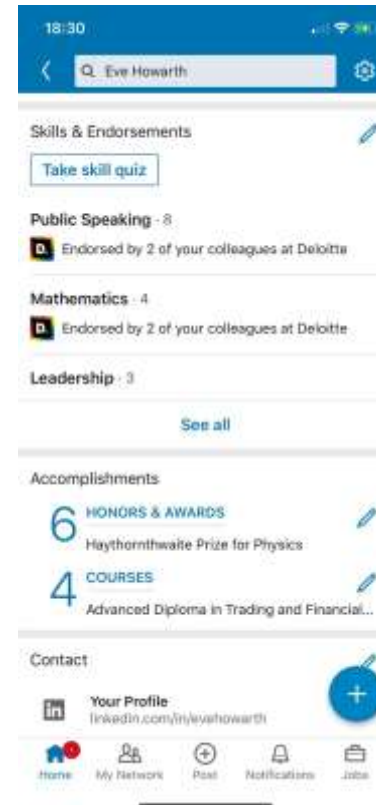 18:30
Eve Howarth
Skills & Endorsements
Take skill quiz
Public Speaking · 8
D. Endorsed by 2 of your colleagues at Deloitte
Mathematics · 4
D. Endorsed by 2 of your colleagues at Deloitte
Leadership · 3
See all
Accomplishments
6 HONORS & AWARDS
Haythornthwaite Prize for Physics
4 COURSES
Advanced Diploma in Trading and Financial...
Contact
in Your Profile
linkedin.com/in/evehowarth
Home My Network Post Notifications Jobs